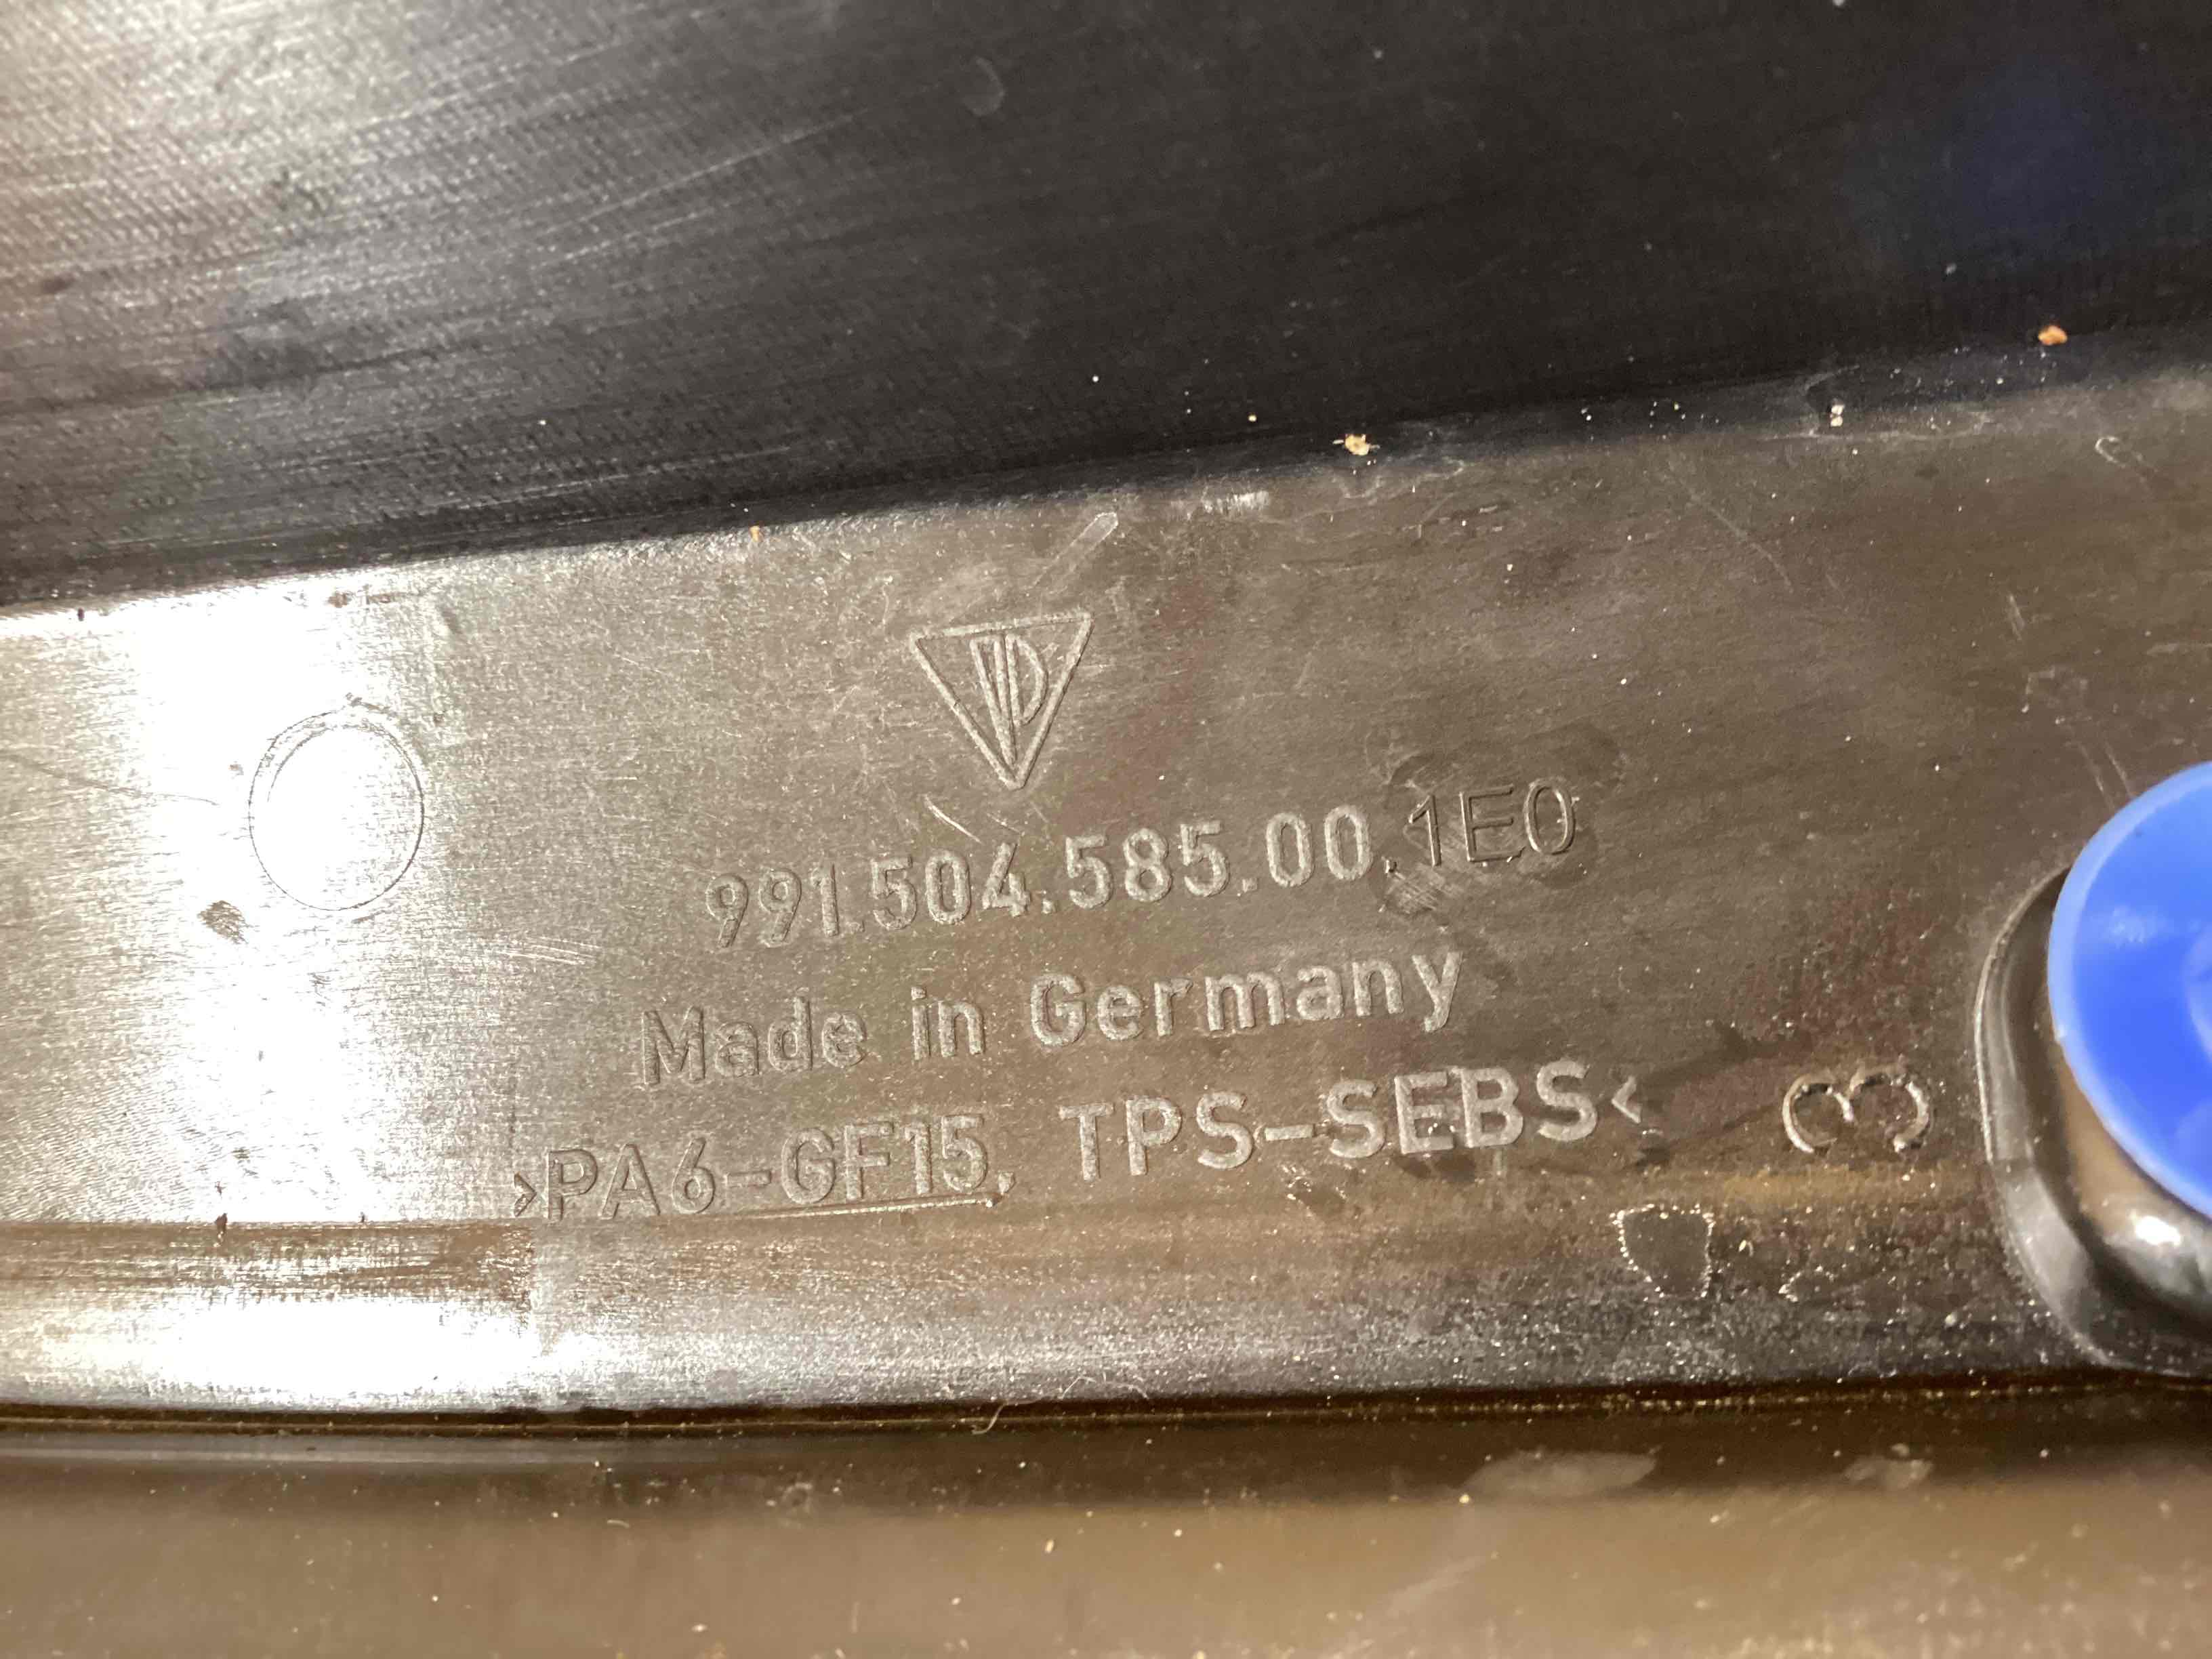 991.504.585.00.1E0
Made in Germany
>PA6-GF15, TPS-SEBS<
3